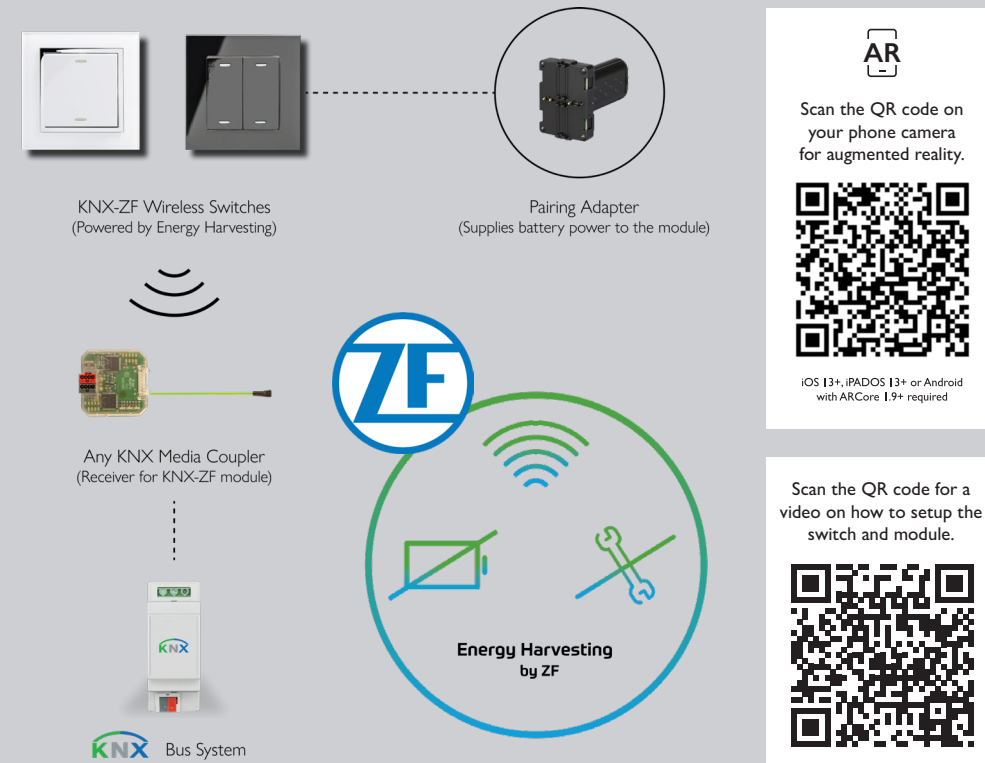 KNX-ZF Wireless Switches
(Powered by Energy Harvesting)
Pairing Adapter
(Supplies battery power to the module)
Any KNX Media Coupler
(Receiver for KNX-ZF module)
KNX
KNX Bus System
ZF
Energy Harvesting
by ZF
AR
Scan the QR code on
your phone camera
for augmented reality.
iOS 13+, iPADOS 13+ or Android
with ARCore 1.9+ required
Scan the QR code for a
video on how to setup the
switch and module.